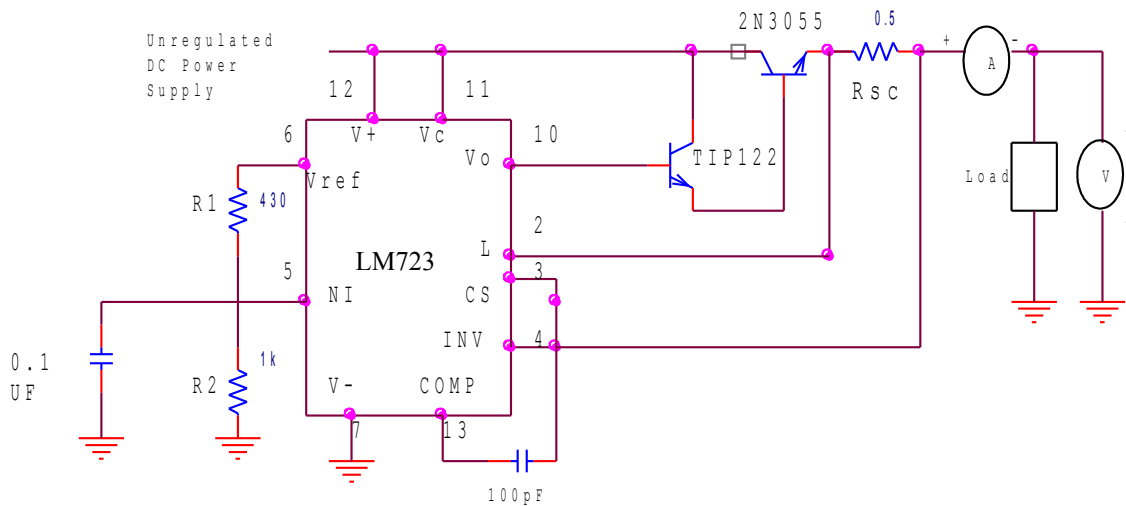 2N3055
0.5
Unregulated
DC Power
Supply
+
A
-
Rsc
12
11
6
V+
Vc
10
Vo
TIP122
Vref
R1
430
Load
V
2
L
LM723
5
3
NI
CS
INV
4
0.1
UF
1k
R2
V-
COMP
7
13
100pF